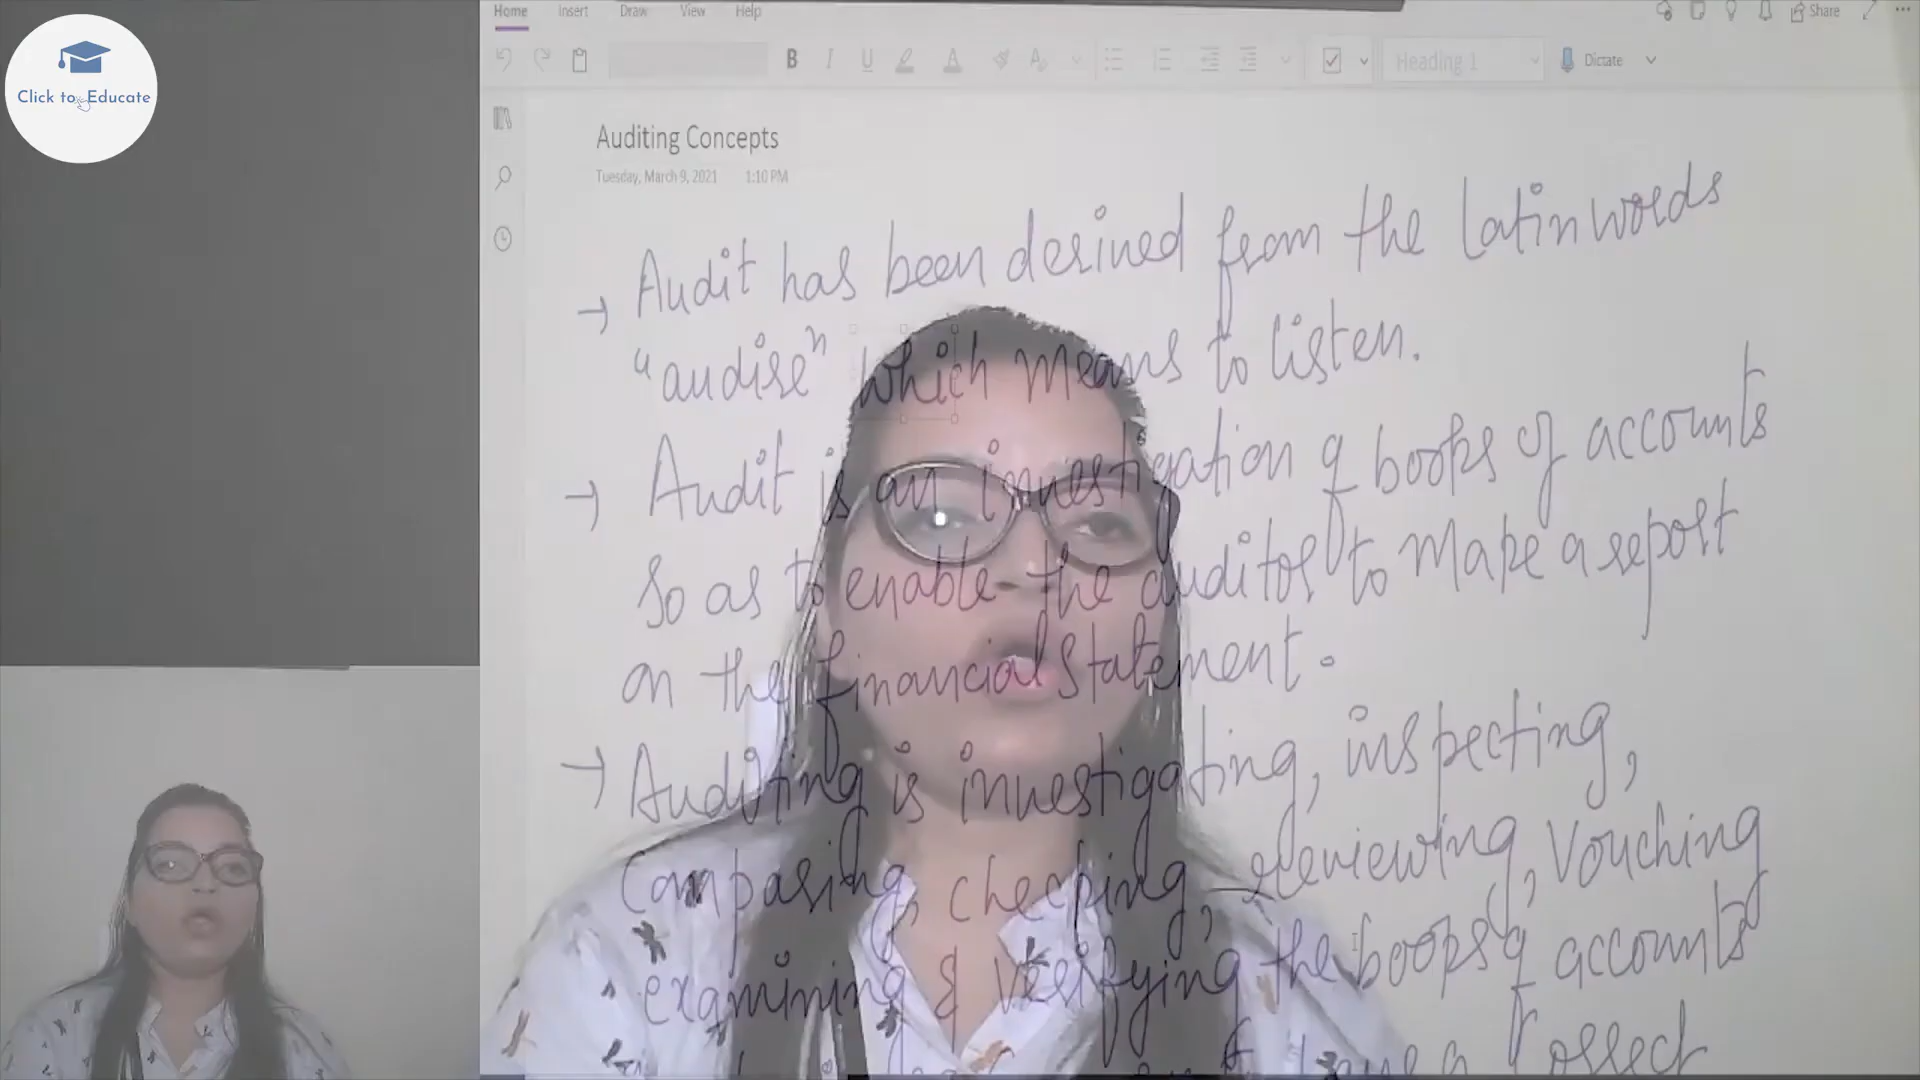 Click to Educate
Home Insert Draw View Help
Share
B I U A
Heading 1
Dictate
Auditing Concepts
Tuesday, March 9, 2021 1:10 PM
→ Audit has been derived from the Latin words
"audire" which means to listen.
→ Audit is an investigation of books of accounts
So as to enable the auditor to make a report
on the financial statement.
→ Auditing is investigating, inspecting,
Comparing, checking, reviewing, Vouching
examining & Verifying the books of accounts
Correct